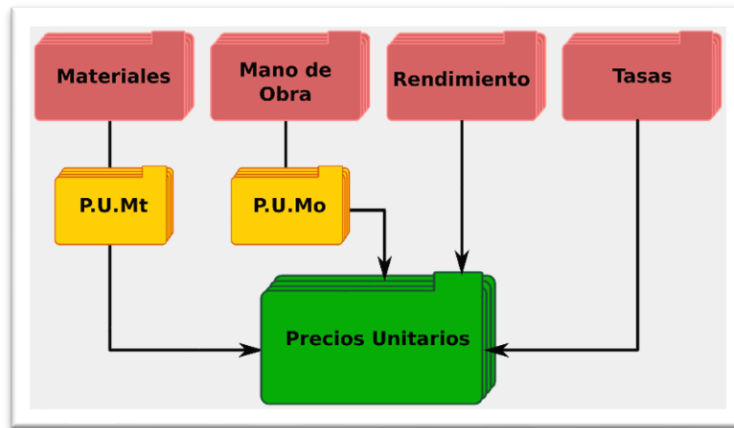 Materiales
Mano de
Obra
Rendimiento
Tasas
P.U.Mt
P.U.Mo
Precios Unitarios